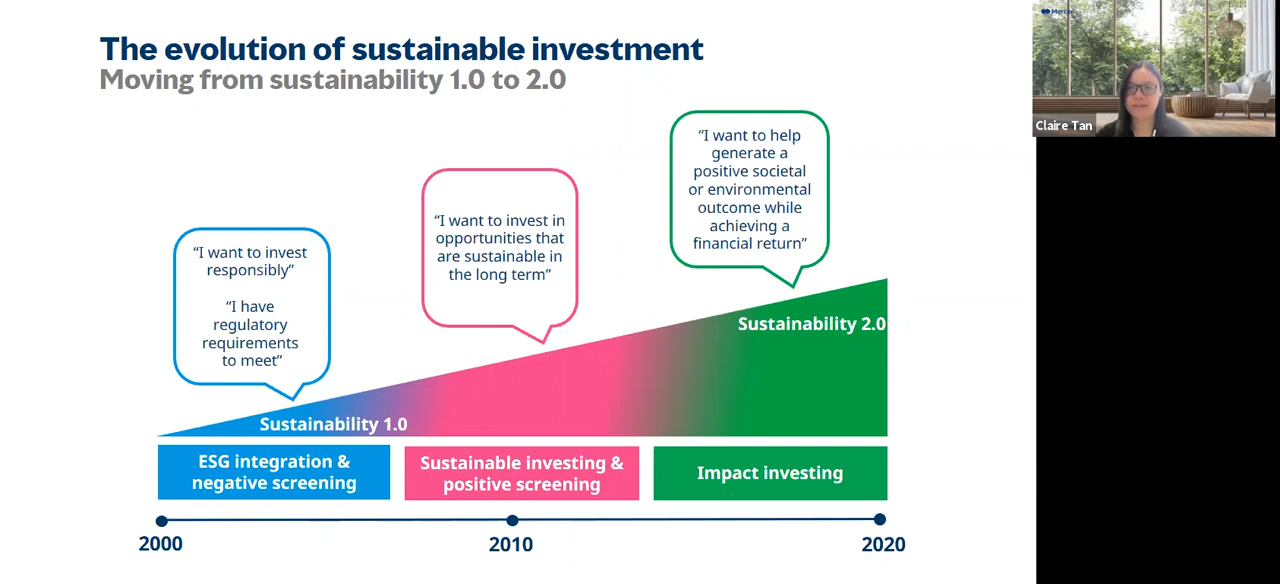 The evolution of sustainable investment
Moving from sustainability 1.0 to 2.0
“I want to invest
responsibly”
“I have
regulatory
requirements
to meet”
“I want to invest in
opportunities that
are sustainable in
the long term”
“I want to help
generate a
positive societal
or environmental
outcome while
achieving a
financial return”
Sustainability 1.0
Sustainability 2.0
ESG integration &
negative screening
Sustainable investing &
positive screening
Impact investing
2000
2010
2020
Mercer
Claire Tan